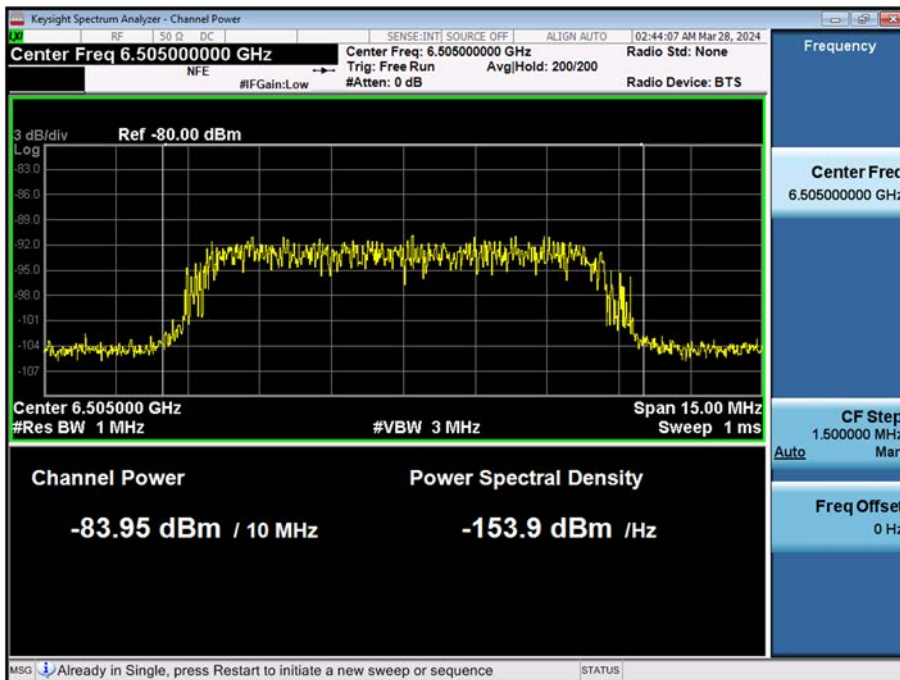 Keysight Spectrum Analyzer - Channel Power
RF 50 Ω DC SENSE:INT SOURCE OFF ALIGN AUTO 02:44:07 AM Mar 28, 2024
Center Freq 6.505000000 GHz
NFE
#IFGain:Low
Center Freq: 6.505000000 GHz
Trig: Free Run Avg|Hold: 200/200
#Atten: 0 dB
Radio Std: None
Radio Device: BTS
3 dB/div Ref -80.00 dBm
Log
-83.0
-86.0
-89.0
-92.0
-95.0
-98.0
-101
-104
-107
Center 6.505000 GHz Span 15.00 MHz
#Res BW 1 MHz #VBW 3 MHz Sweep 1 ms
Channel Power Power Spectral Density
-83.95 dBm / 10 MHz -153.9 dBm /Hz
Frequency
Center Freq
6.505000000 GHz
CF Step
1.500000 MHz
Auto Man
Freq Offset
0 Hz
MSG Already in Single, press Restart to initiate a new sweep or sequence STATUS